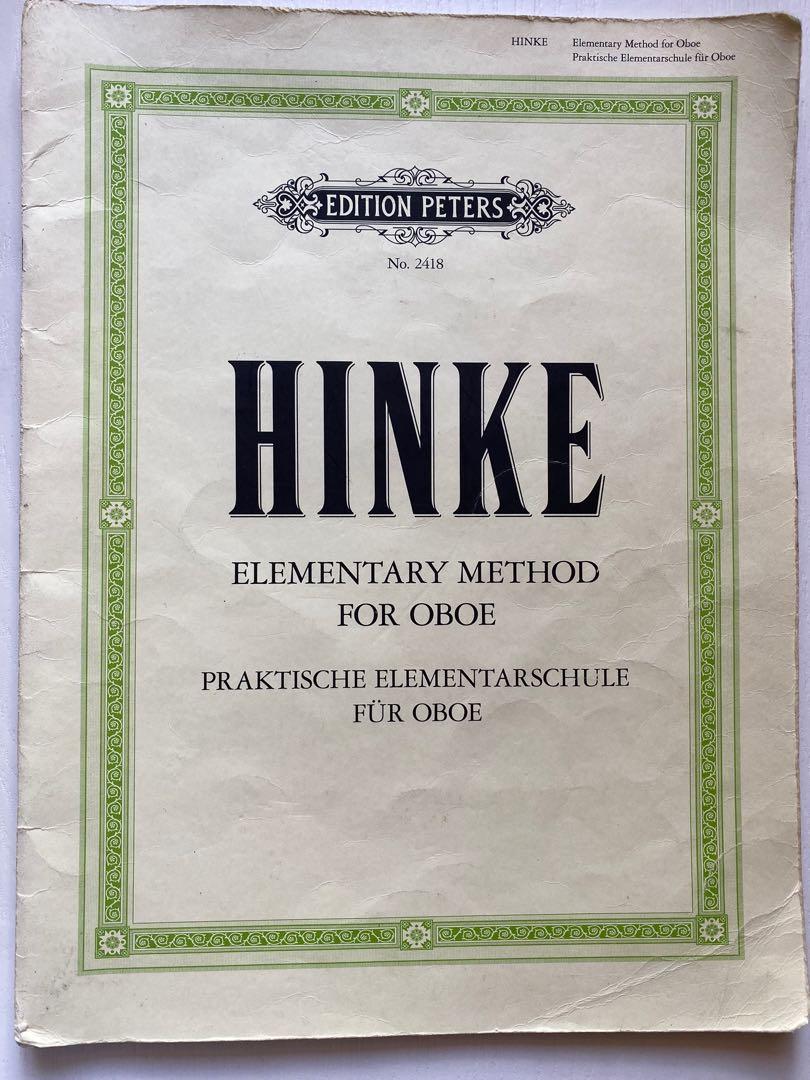 HINKE Elementary Method for Oboe
Praktische Elementarschule für Oboe
EDITION PETERS
No. 2418
HINKE
ELEMENTARY METHOD
FOR OBOE
PRAKTISCHE ELEMENTARSCHULE
FÜR OBOE